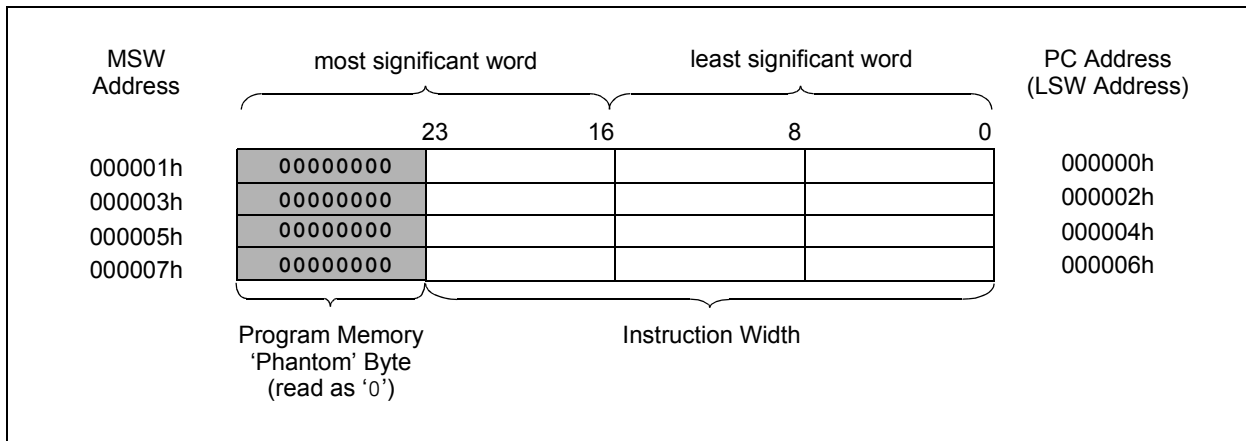 MSW
Address
most significant word
least significant word
PC Address
(LSW Address)
23 16 8 0
000001h 00000000 000000h
000003h 00000000 000002h
000005h 00000000 000004h
000007h 00000000 000006h
Program Memory
‘Phantom’ Byte
(read as ‘0’)
Instruction Width